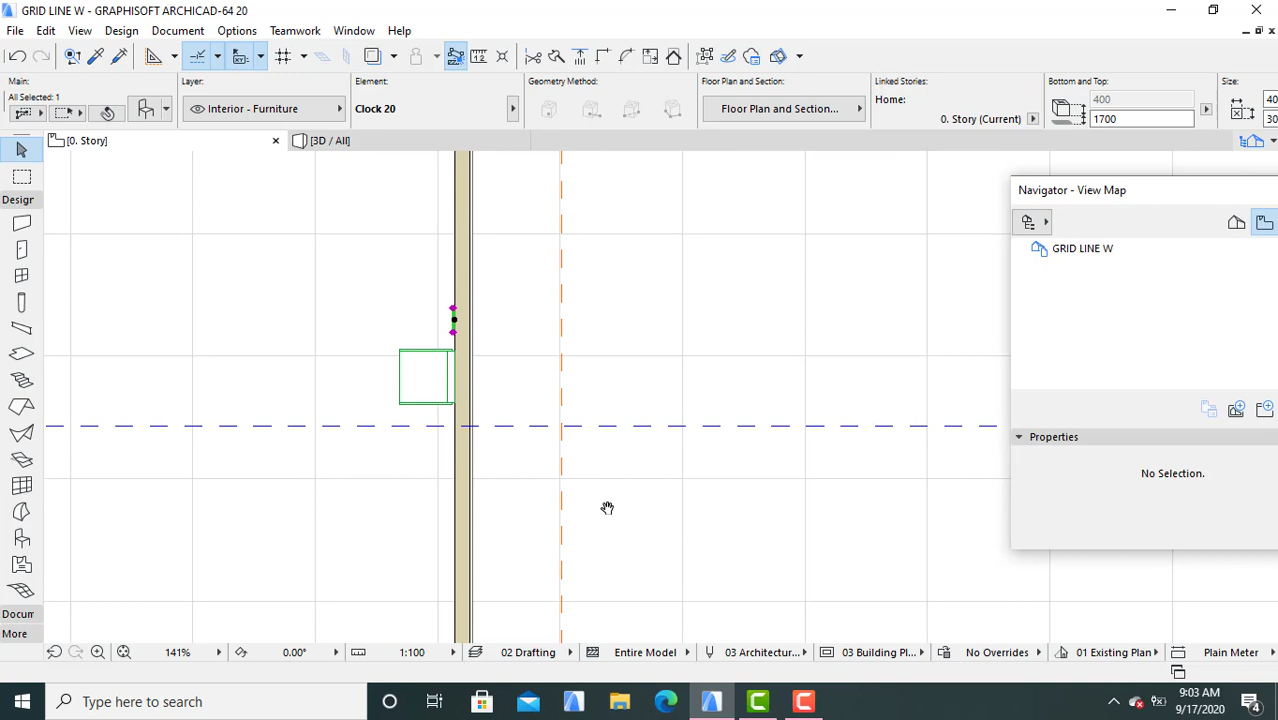 GRID LINE W - GRAPHISOFT ARCHICAD-64 20
File Edit View Design Document Options Teamwork Window Help
Main: Layer: Element: Geometry Method: Floor Plan and Section: Linked Stories: Bottom and Top: Size:
All Selected: 1
Interior - Furniture
Clock 20
Floor Plan and Section...
Home:
0. Story (Current)
400
1700
40
30
[0. Story]
[3D / All]
Design
Navigator - View Map
GRID LINE W
Properties
No Selection.
Docum
More
141% 0.00° 1:100 02 Drafting Entire Model 03 Architectur... 03 Building Pl... No Overrides 01 Existing Plan... Plain Meter
Type here to search
9:03 AM
9/17/2020
4